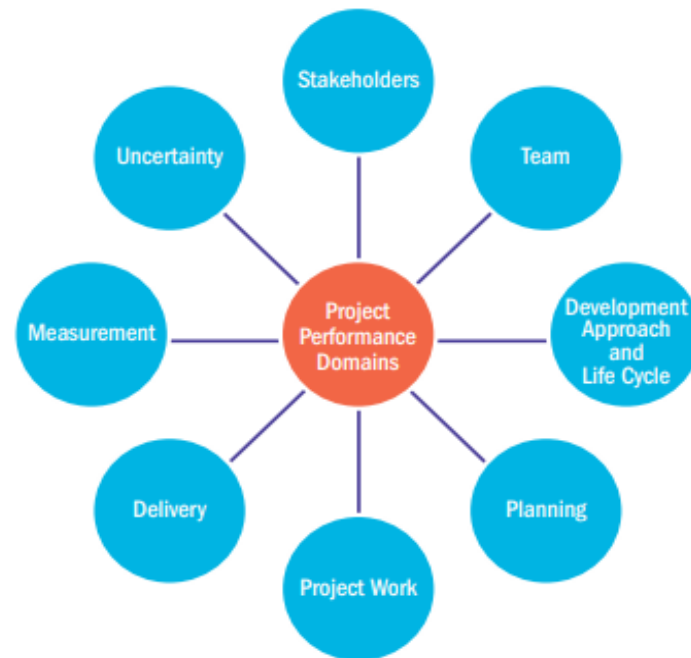 Stakeholders
Uncertainty
Team
Project
Performance
Domains
Measurement
Development
Approach
and
Life Cycle
Delivery
Planning
Project Work